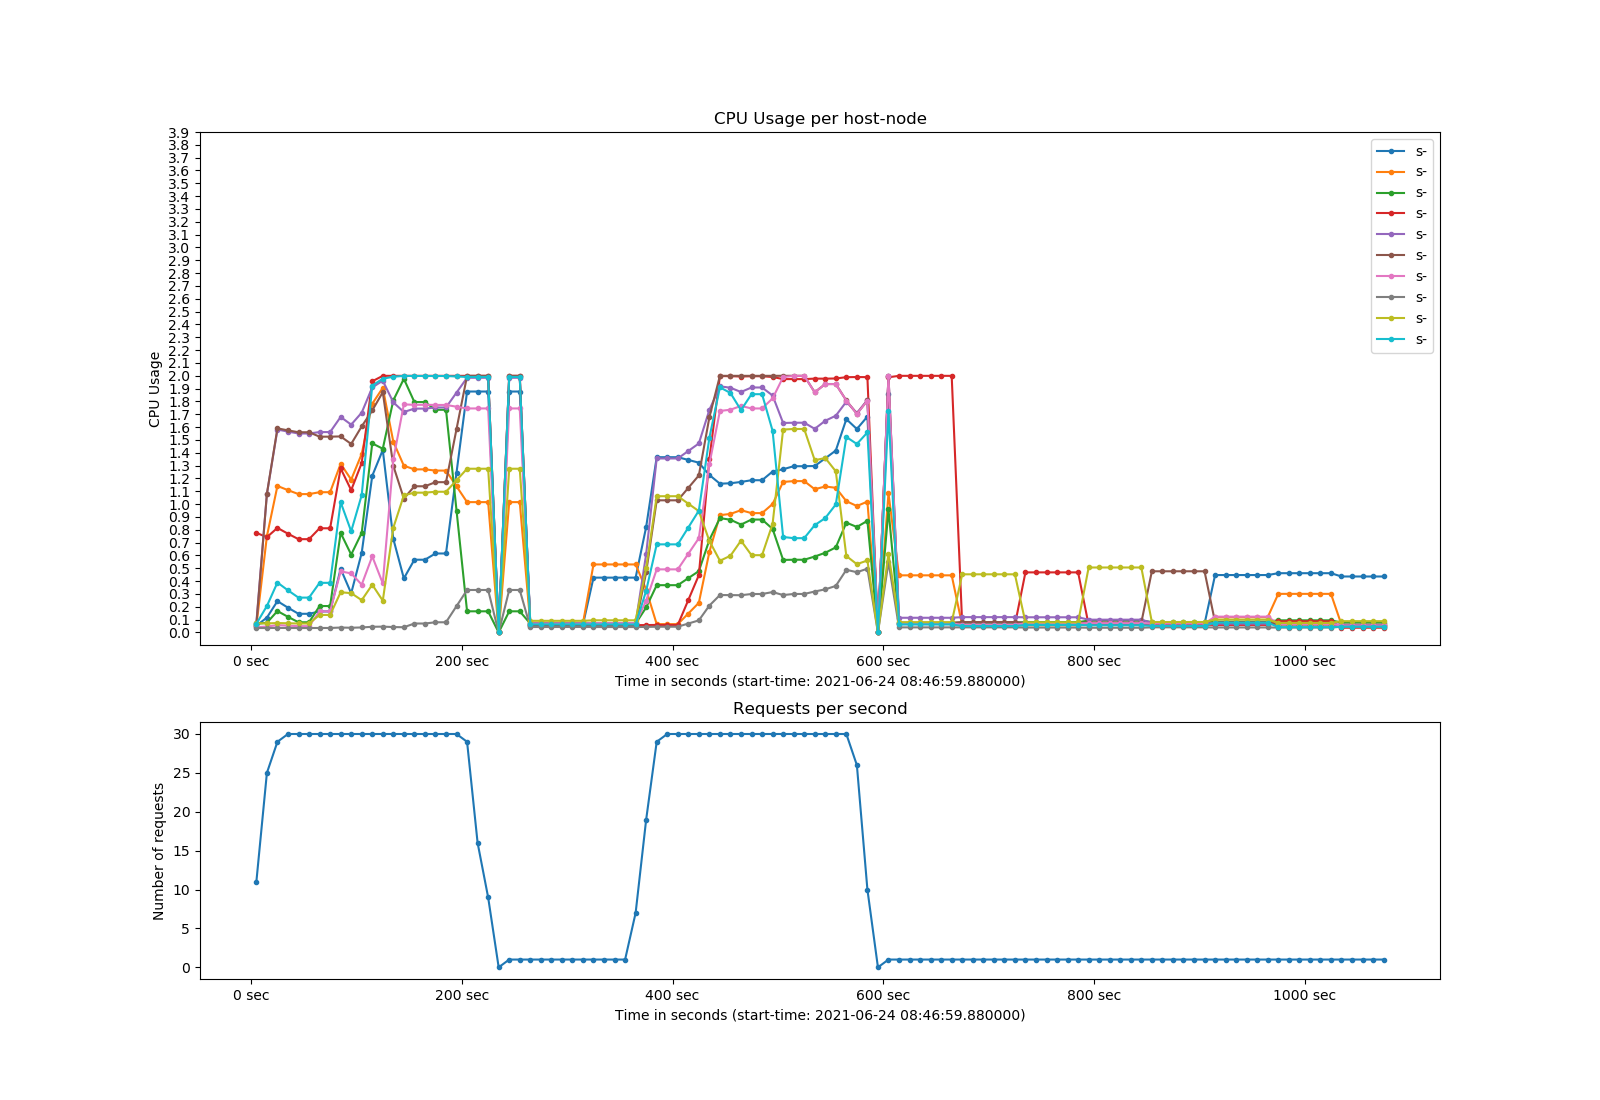 CPU Usage per host-node
3.9
3.8
3.7
3.6
3.5
3.4
3.3
3.2
3.1
3.0
2.9
2.8
2.7
2.6
2.5
2.4
2.3
2.2
2.1
2.0
1.9
1.8
1.7
1.6
1.5
1.4
1.3
1.2
1.1
1.0
0.9
0.8
0.7
0.6
0.5
0.4
0.3
0.2
0.1
0.0
CPU Usage
s-
s-
s-
s-
s-
s-
s-
s-
s-
s-
0 sec 200 sec 400 sec 600 sec 800 sec 1000 sec
Time in seconds (start-time: 2021-06-24 08:46:59.880000)
Requests per second
30
25
20
15
10
5
0
Number of requests
0 sec 200 sec 400 sec 600 sec 800 sec 1000 sec
Time in seconds (start-time: 2021-06-24 08:46:59.880000)